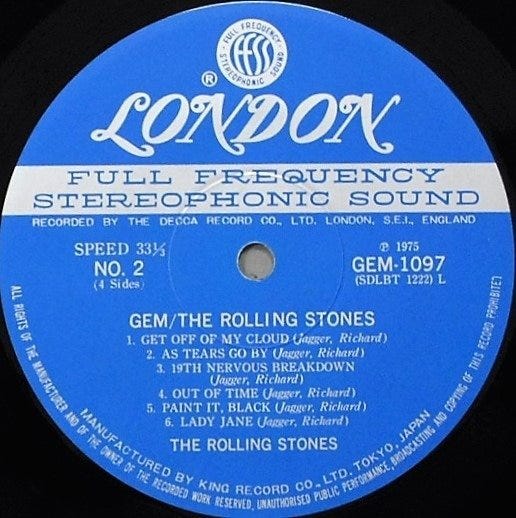 FULL FREQUENCY
ffss
STEREOPHONIC SOUND
®
LONDON
FULL FREQUENCY
STEREOPHONIC SOUND
RECORDED BY THE DECCA RECORD CO., LTD. LONDON, S.E.I., ENGLAND
SPEED 33⅓
℗ 1975
NO. 2
GEM-1097
(4 Sides)
(SDLBT 1222) L
GEM/THE ROLLING STONES
1. GET OFF OF MY CLOUD (Jagger, Richard)
2. AS TEARS GO BY (Jagger, Richard)
3. 19TH NERVOUS BREAKDOWN
(Jagger, Richard)
4. OUT OF TIME (Jagger, Richard)
5. PAINT IT, BLACK (Jagger, Richard)
6. LADY JANE (Jagger, Richard)
THE ROLLING STONES
MANUFACTURED BY KING RECORD CO., LTD. TOKYO, JAPAN
ALL RIGHTS OF THE MANUFACTURER AND OF THE OWNER OF THE RECORDED WORK RESERVED, UNAUTHORISED PUBLIC PERFORMANCE, BROADCASTING AND COPYING OF THIS RECORD PROHIBITED